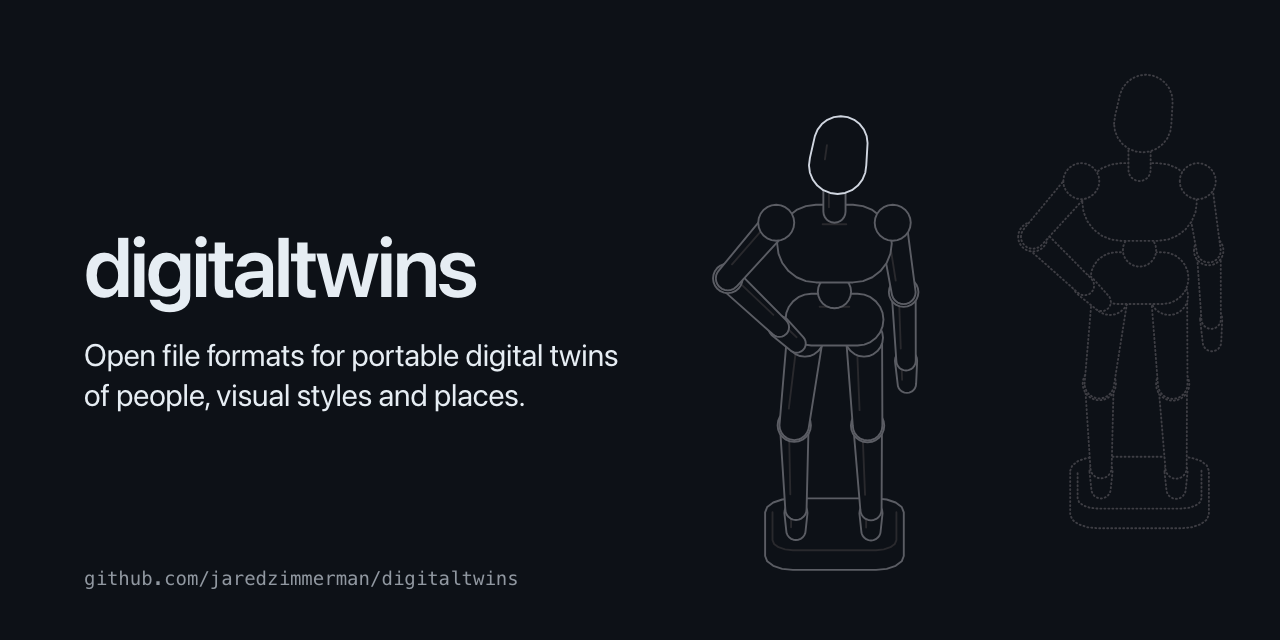 digitaltwins
Open file formats for portable digital twins
of people, visual styles and places.
github.com/jaredzimmerman/digitaltwins